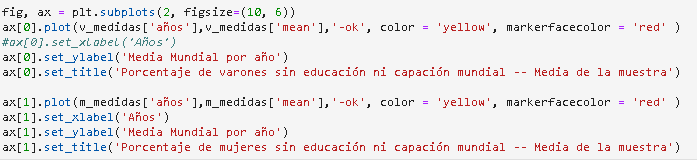 fig, ax = plt.subplots(2, figsize=(10, 6))
ax[0].plot(v_medidas['años'],v_medidas['mean'],'-ok', color = 'yellow', markerfacecolor = 'red' )
#ax[0].set_xlabel('Años')
ax[0].set_ylabel('Media Mundial por año')
ax[0].set_title('Porcentaje de varones sin educación ni capación mundial -- Media de la muestra')

ax[1].plot(m_medidas['años'],m_medidas['mean'],'-ok', color = 'yellow', markerfacecolor = 'red' )
ax[1].set_xlabel('Años')
ax[1].set_ylabel('Media Mundial por año')
ax[1].set_title('Porcentaje de mujeres sin educación ni capación mundial -- Media de la muestra')